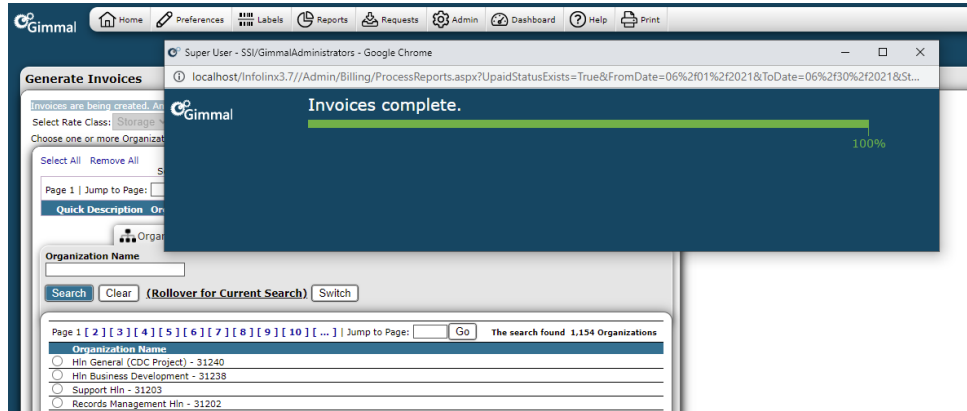 Gimmal Home Preferences Labels Reports Requests Admin Dashboard Help Print
Super User - SSI/GimmalAdministrators - Google Chrome
localhost/Infolinx3.7//Admin/Billing/ProcessReports.aspx?UpaidStatusExists=True&FromDate=06%2f01%2f2021&ToDate=06%2f30%2f2021&St...
Gimmal
Invoices complete.
100%
Generate Invoices
Invoices are being created. An
Select Rate Class: Storage
Choose one or more Organizat
Select All Remove All
Page 1 | Jump to Page:
Quick Description Or
Organ
Organization Name
Search Clear (Rollover for Current Search) Switch
Page 1 [ 2 ] [ 3 ] [ 4 ] [ 5 ] [ 6 ] [ 7 ] [ 8 ] [ 9 ] [ 10 ] [ ... ] | Jump to Page: Go The search found 1,154 Organizations
Organization Name
Hln General (CDC Project) - 31240
Hln Business Development - 31238
Support Hln - 31203
Records Management Hln - 31202